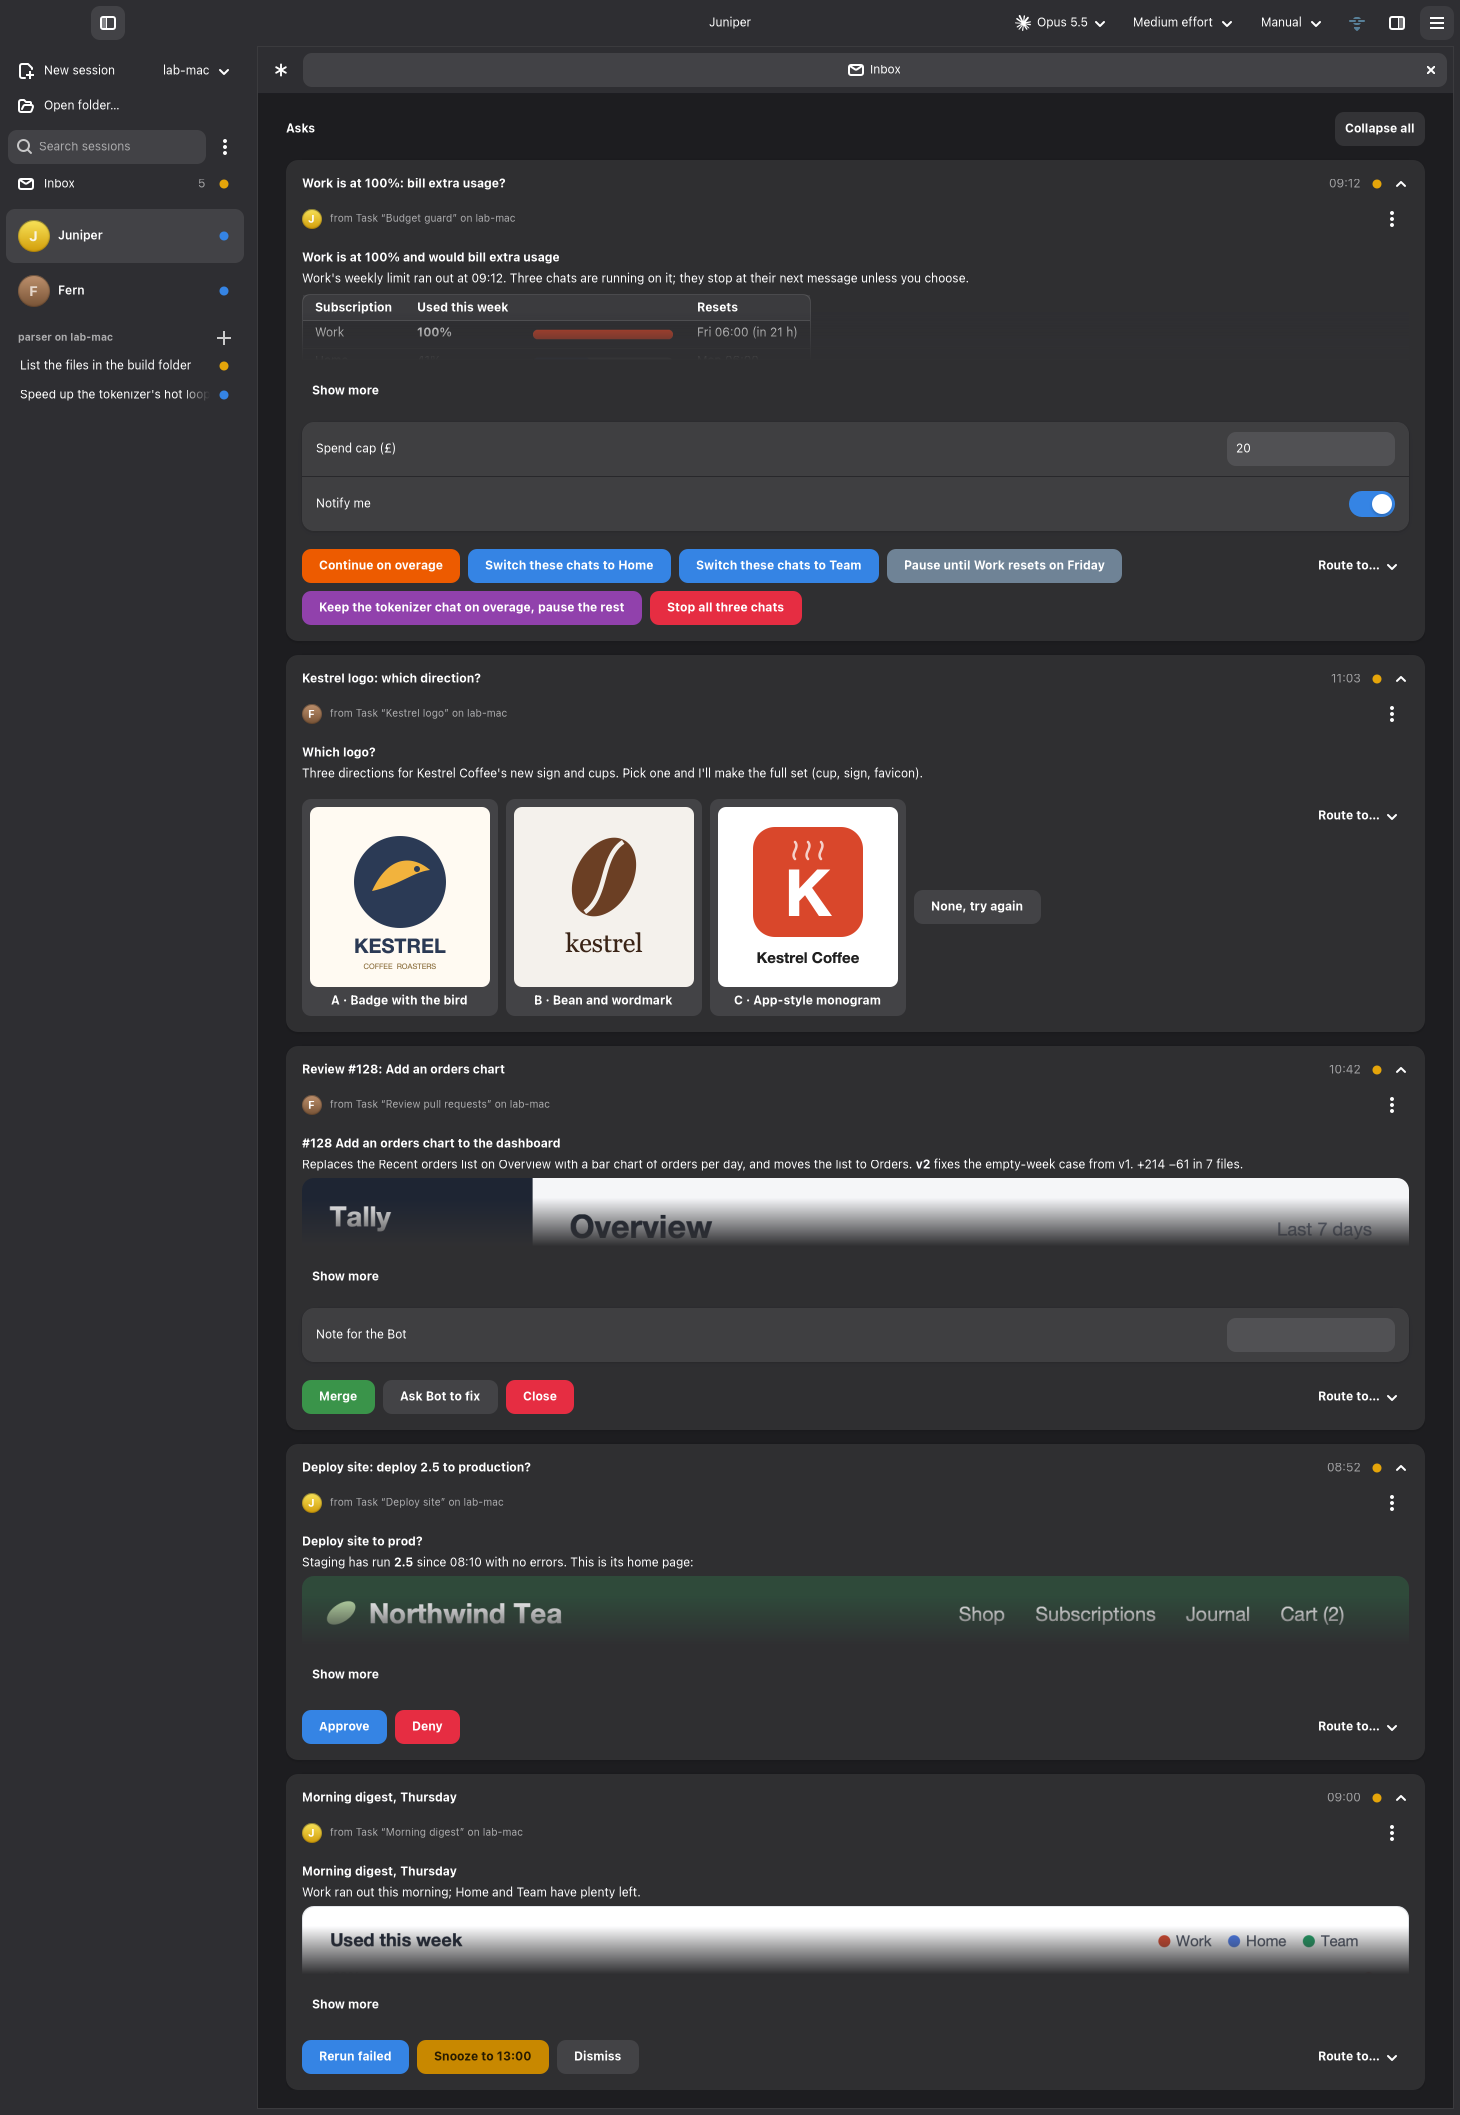 Juniper
Opus 5.5
Medium effort
Manual
New session
lab-mac
Open folder...
Search sessions
Inbox
5
J
Juniper
F
Fern
parser on lab-mac
List the files in the build folder
Speed up the tokenizer's hot loop
Inbox
Asks
Collapse all
Work is at 100%: bill extra usage?
09:12
J
from Task “Budget guard” on lab-mac
Work is at 100% and would bill extra usage
Work's weekly limit ran out at 09:12. Three chats are running on it; they stop at their next message unless you choose.
Subscription Used this week Resets
Work 100% Fri 06:00 (in 21 h)
Show more
Spend cap (£)
20
Notify me
Continue on overage
Switch these chats to Home
Switch these chats to Team
Pause until Work resets on Friday
Route to...
Keep the tokenizer chat on overage, pause the rest
Stop all three chats
Kestrel logo: which direction?
11:03
F
from Task “Kestrel logo” on lab-mac
Which logo?
Three directions for Kestrel Coffee's new sign and cups. Pick one and I'll make the full set (cup, sign, favicon).
Route to...
KESTREL
COFFEE ROASTERS
A · Badge with the bird
kestrel
B · Bean and wordmark
K
Kestrel Coffee
C · App-style monogram
None, try again
Review #128: Add an orders chart
10:42
F
from Task “Review pull requests” on lab-mac
#128 Add an orders chart to the dashboard
Replaces the Recent orders list on Overview with a bar chart of orders per day, and moves the list to Orders. v2 fixes the empty-week case from v1. +214 −61 in 7 files.
Tally
Overview
Last 7 days
Show more
Note for the Bot
Merge
Ask Bot to fix
Close
Route to...
Deploy site: deploy 2.5 to production?
08:52
J
from Task “Deploy site” on lab-mac
Deploy site to prod?
Staging has run 2.5 since 08:10 with no errors. This is its home page:
Northwind Tea
Shop
Subscriptions
Journal
Cart (2)
Show more
Approve
Deny
Route to...
Morning digest, Thursday
09:00
J
from Task “Morning digest” on lab-mac
Morning digest, Thursday
Work ran out this morning; Home and Team have plenty left.
Used this week
Work
Home
Team
Show more
Rerun failed
Snooze to 13:00
Dismiss
Route to...